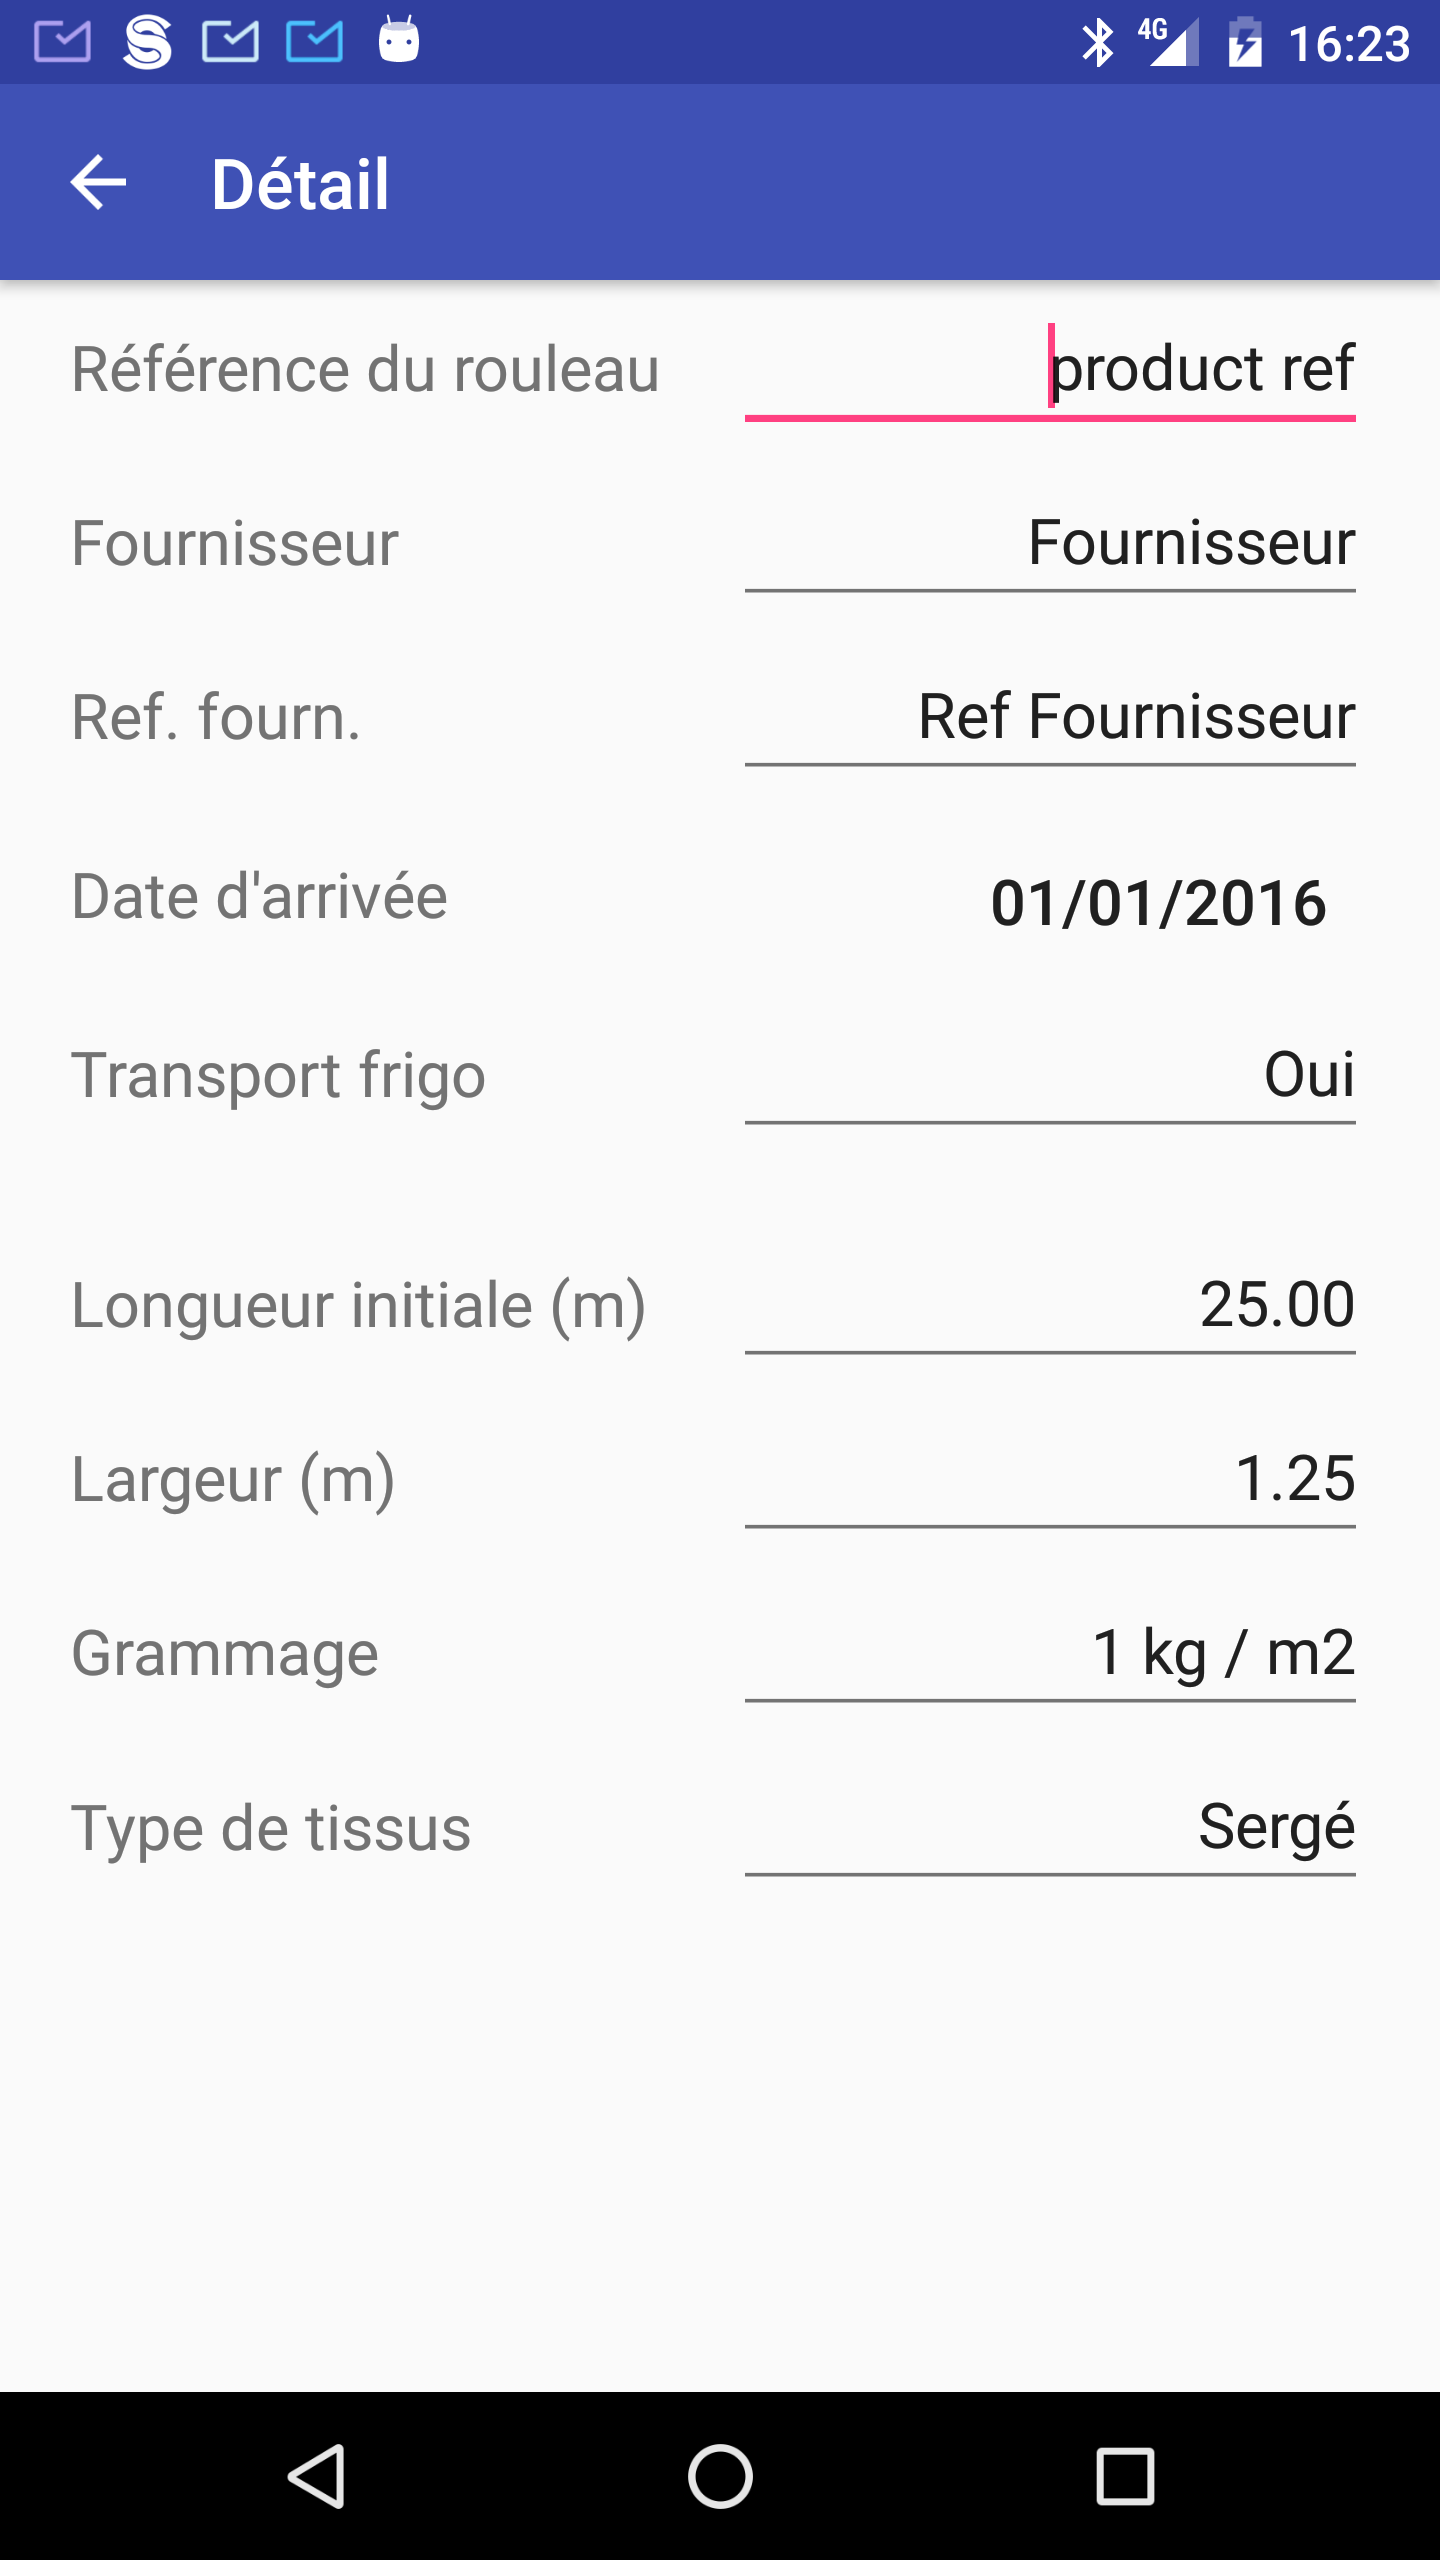 4G 16:23
Détail
Référence du rouleau product ref
Fournisseur Fournisseur
Ref. fourn. Ref Fournisseur
Date d'arrivée 01/01/2016
Transport frigo Oui
Longueur initiale (m) 25.00
Largeur (m) 1.25
Grammage 1 kg / m2
Type de tissus Sergé